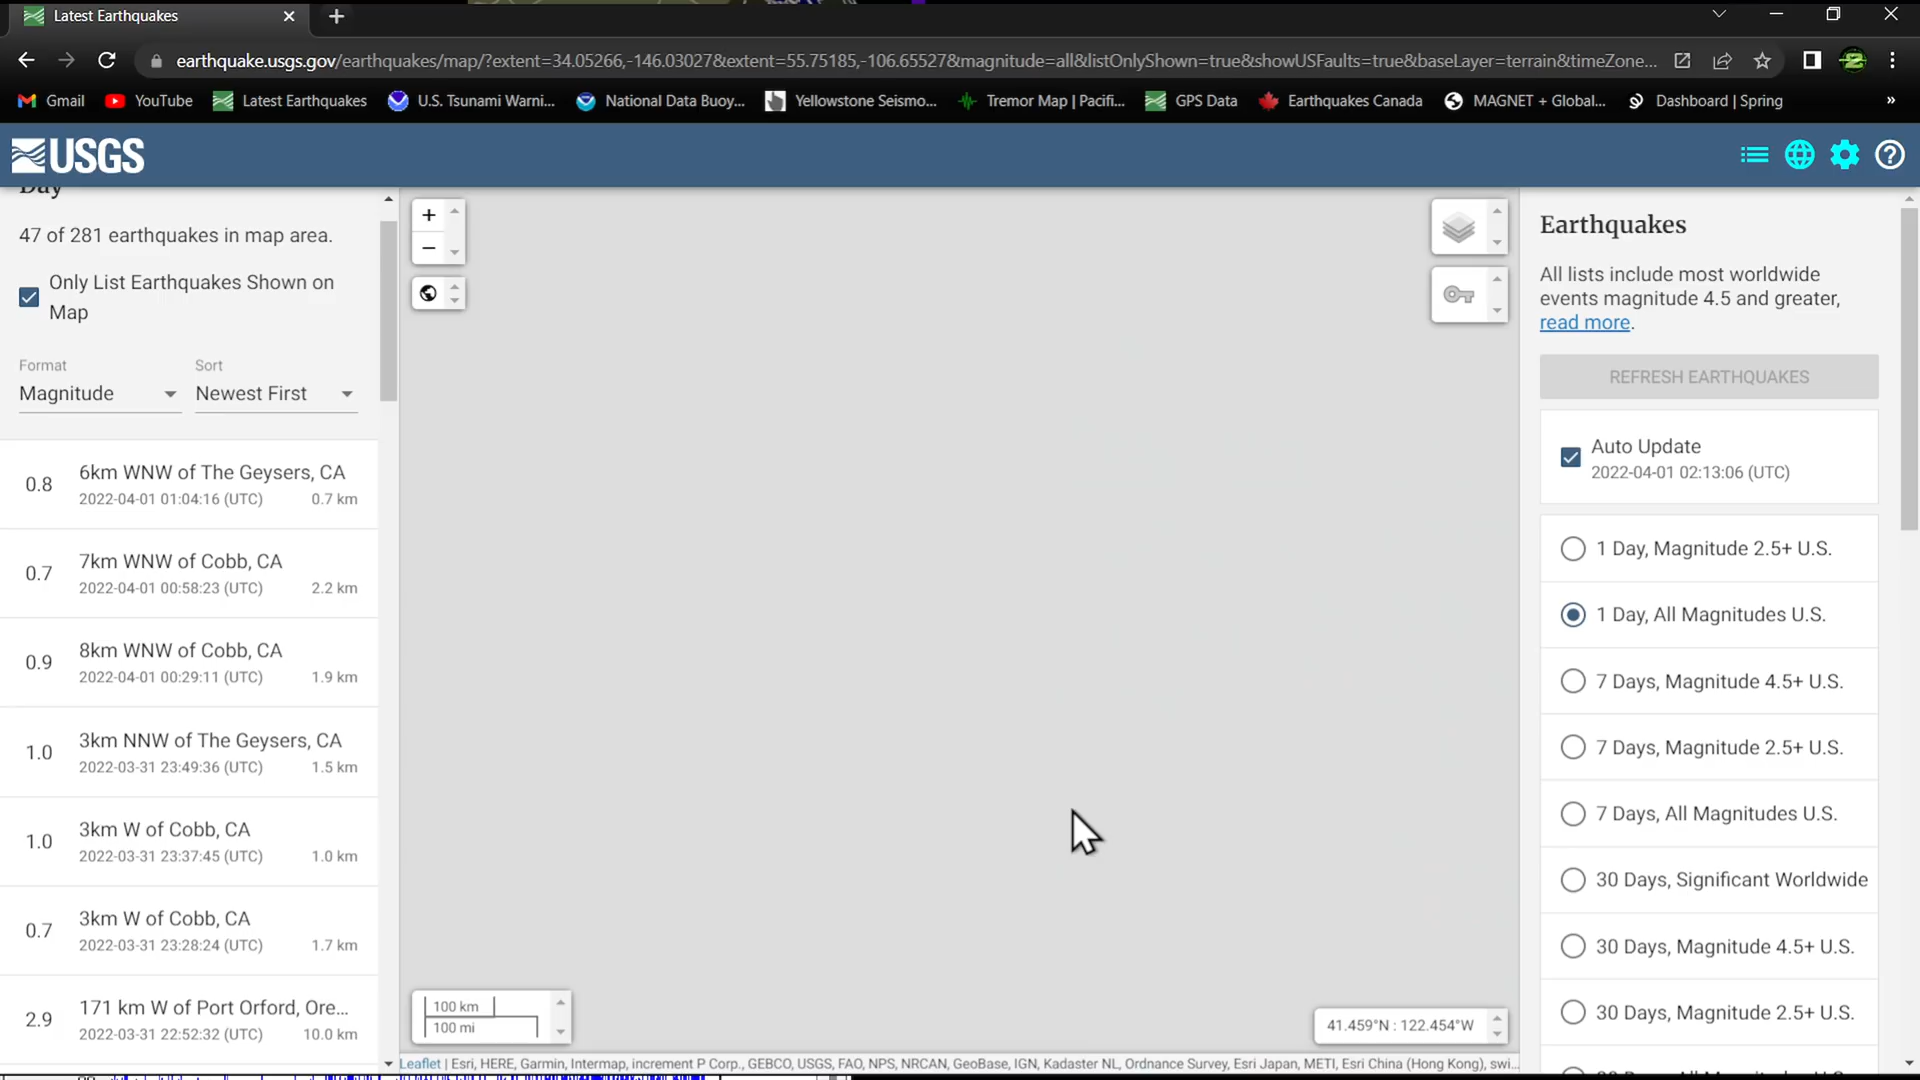 Latest Earthquakes
earthquake.usgs.gov/earthquakes/map/?extent=34.05266,-146.03027&extent=55.75185,-106.65527&magnitude=all&listOnlyShown=true&showUSFaults=true&baseLayer=terrain&timeZone...
Gmail YouTube Latest Earthquakes U.S. Tsunami Warni... National Data Buoy... Yellowstone Seismo... Tremor Map | Pacifi... GPS Data Earthquakes Canada MAGNET + Global... Dashboard | Spring »
USGS
Day
47 of 281 earthquakes in map area.
Only List Earthquakes Shown on
Map
Format Sort
Magnitude Newest First
0.8 6km WNW of The Geysers, CA
2022-04-01 01:04:16 (UTC) 0.7 km
0.7 7km WNW of Cobb, CA
2022-04-01 00:58:23 (UTC) 2.2 km
0.9 8km WNW of Cobb, CA
2022-04-01 00:29:11 (UTC) 1.9 km
1.0 3km NNW of The Geysers, CA
2022-03-31 23:49:36 (UTC) 1.5 km
1.0 3km W of Cobb, CA
2022-03-31 23:37:45 (UTC) 1.0 km
0.7 3km W of Cobb, CA
2022-03-31 23:28:24 (UTC) 1.7 km
2.9 171 km W of Port Orford, Ore...
2022-03-31 22:52:32 (UTC) 10.0 km
+
−
100 km
100 mi
41.459°N : 122.454°W
Leaflet | Esri, HERE, Garmin, Intermap, increment P Corp., GEBCO, USGS, FAO, NPS, NRCAN, GeoBase, IGN, Kadaster NL, Ordnance Survey, Esri Japan, METI, Esri China (Hong Kong), swi...
Earthquakes
All lists include most worldwide
events magnitude 4.5 and greater,
read more.
REFRESH EARTHQUAKES
Auto Update
2022-04-01 02:13:06 (UTC)
1 Day, Magnitude 2.5+ U.S.
1 Day, All Magnitudes U.S.
7 Days, Magnitude 4.5+ U.S.
7 Days, Magnitude 2.5+ U.S.
7 Days, All Magnitudes U.S.
30 Days, Significant Worldwide
30 Days, Magnitude 4.5+ U.S.
30 Days, Magnitude 2.5+ U.S.